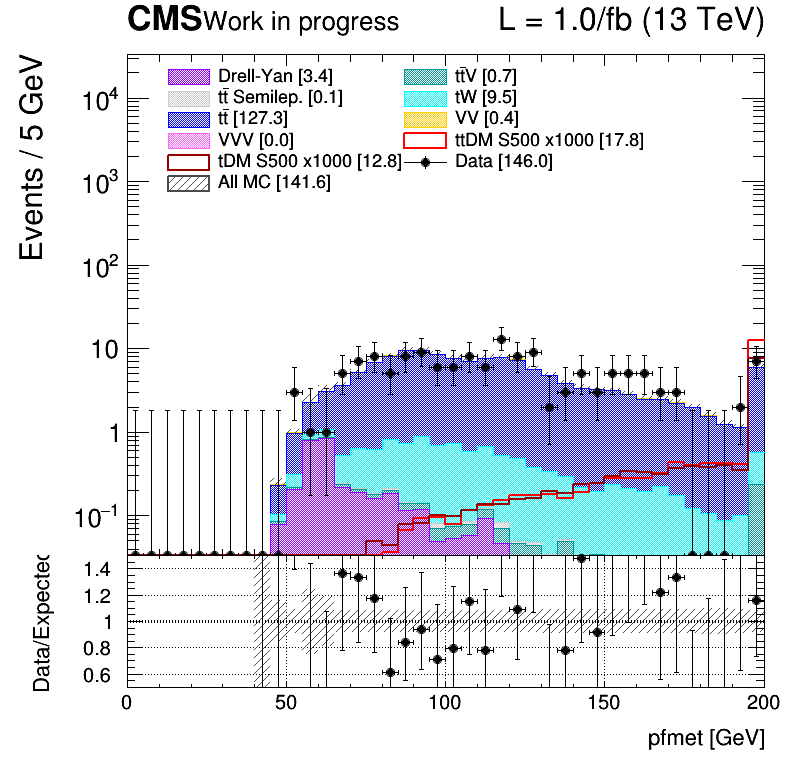 CMS Work in progress L = 1.0/fb (13 TeV)
Events / 5 GeV
Drell-Yan [3.4] tt̄V [0.7]
tt̄ Semilep. [0.1] tW [9.5]
tt̄ [127.3] VV [0.4]
VVV [0.0] ttDM S500 x1000 [17.8]
tDM S500 x1000 [12.8] Data [146.0]
All MC [141.6]
10⁴
10³
10²
10
1
10⁻¹
Data/Expected
1.4
1.2
1
0.8
0.6
0 50 100 150 200
pfmet [GeV]